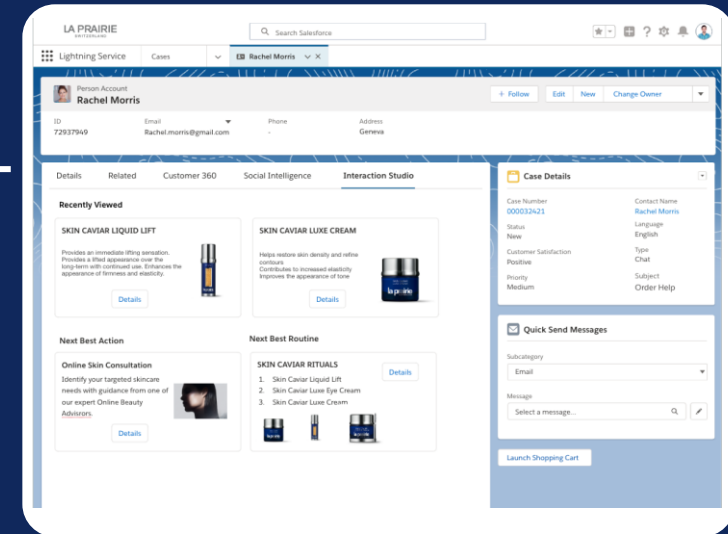 LA PRAIRIE
SWITZERLAND
Search Salesforce
Lightning Service
Cases
Rachel Morris
Person Account
Rachel Morris
+ Follow
Edit
New
Change Owner
ID
Email
Phone
Address
72937949
Rachel.morris@gmail.com
-
Geneva
Details
Related
Customer 360
Social Intelligence
Interaction Studio
Recently Viewed
SKIN CAVIAR LIQUID LIFT
Provides an immediate lifting sensation.
Provides a lifted appearance over the
long-term with continued use. Enhances the
appearance of firmness and elasticity.
Details
SKIN CAVIAR LUXE CREAM
Helps restore skin density and refine
contours
Contributes to increased elasticity
Improves the appearance of tone
la prairie
Details
Next Best Action
Online Skin Consultation
Identify your targeted skincare
needs with guidance from one of
our expert Online Beauty
Advisrors.
Details
Next Best Routine
SKIN CAVIAR RITUALS
1. Skin Caviar Liquid Lift
2. Skin Caviar Luxe Eye Cream
3. Skin Caviar Luxe Cream
Details
Case Details
Case Number
Contact Name
000032421
Rachel Morris
Status
Language
New
English
Customer Satisfaction
Type
Positive
Chat
Priority
Subject
Medium
Order Help
Quick Send Messages
Subcategory
Email
Message
Select a message...
Launch Shopping Cart